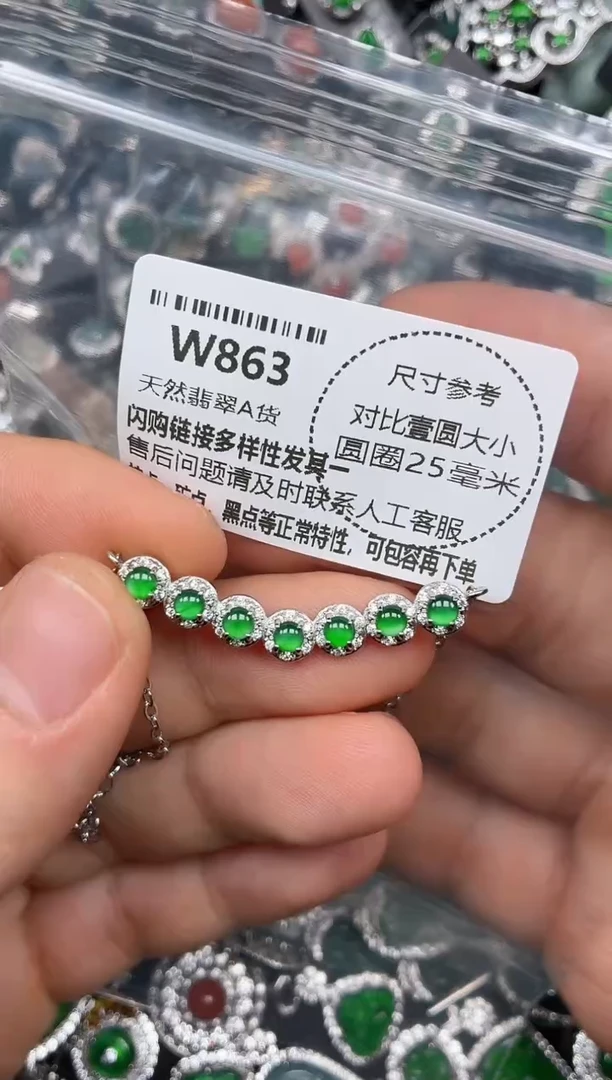 W863
天然翡翠A货
尺寸参考
对比壹圆大小
圆圈25毫米
闪购链接多样性发其一
售后问题请及时联系人工客服
黑点等正常特性，可包容再下单